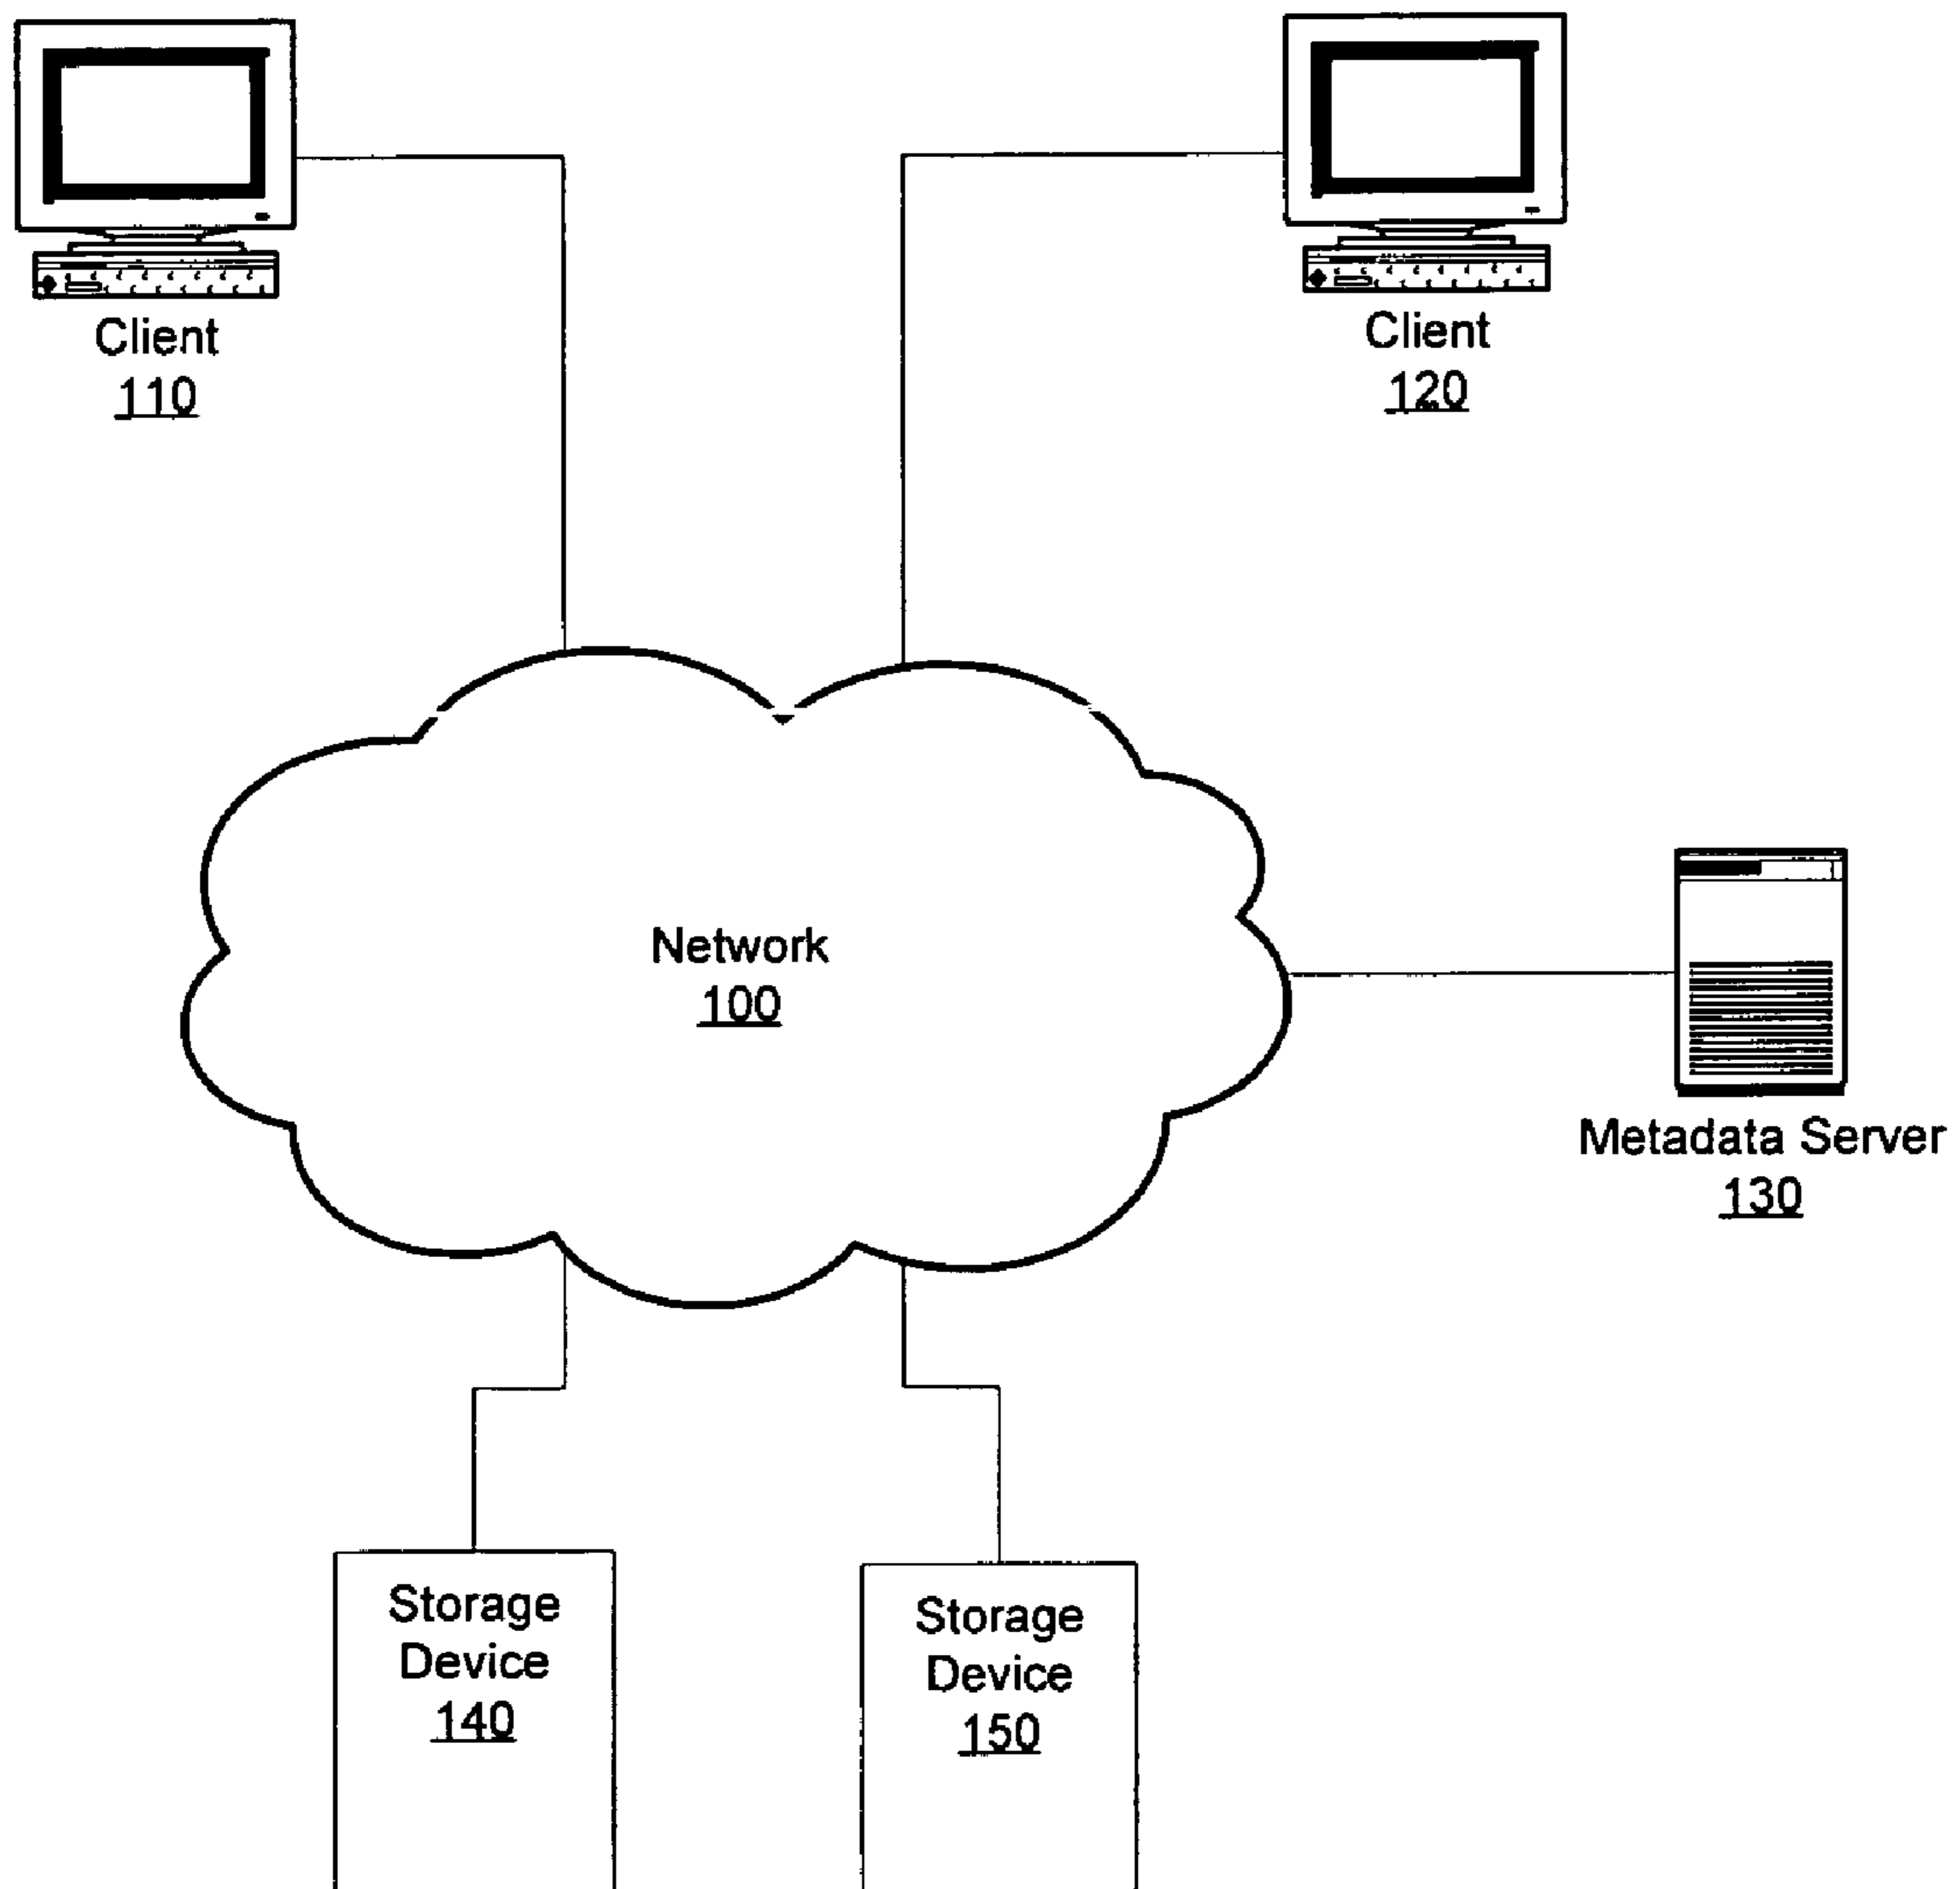 Client
110
Client
120
Network
100
Metadata Server
130
Storage
Device
140
Storage
Device
150